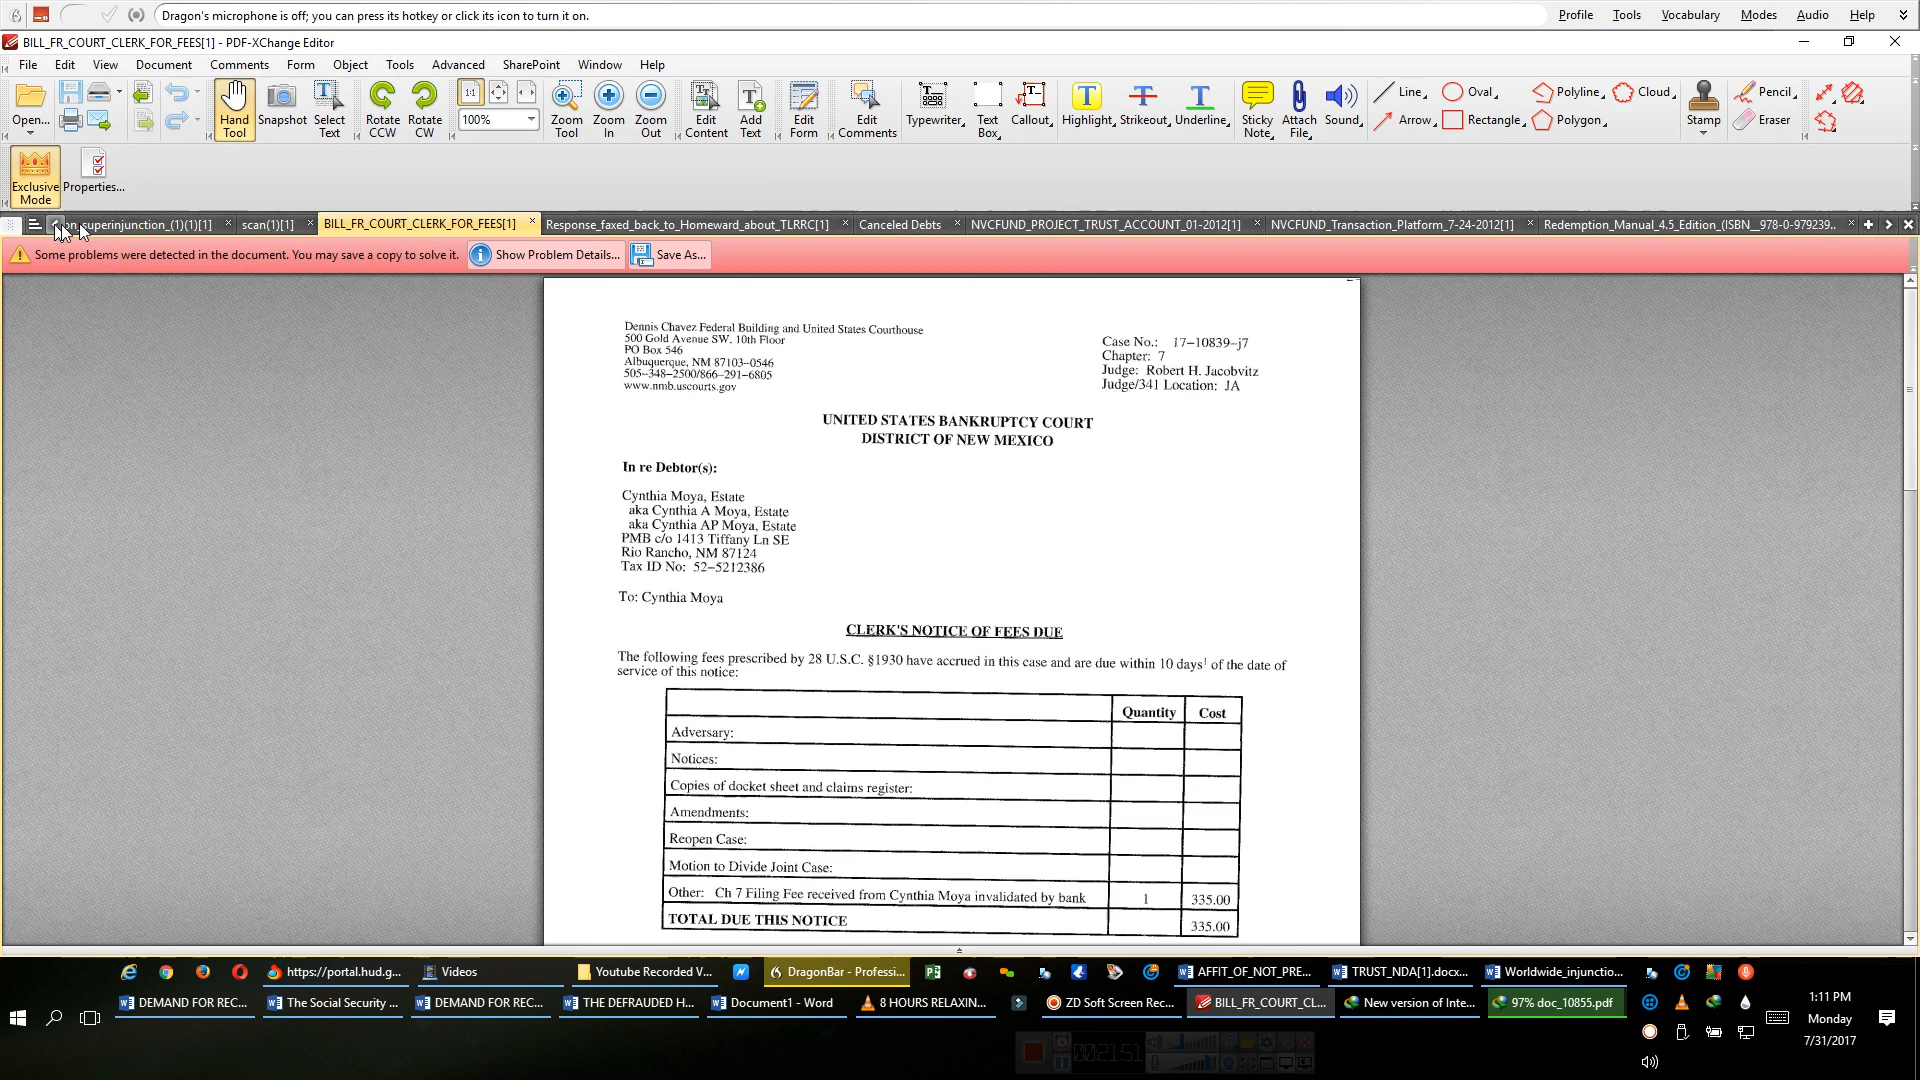 Dragon's microphone is off; you can press its hotkey or click its icon to turn it on.
Profile Tools Vocabulary Modes Audio Help
BILL_FR_COURT_CLERK_FOR_FEES[1] - PDF-XChange Editor
File Edit View Document Comments Form Object Tools Advanced SharePoint Window Help
Open... Hand Tool Snapshot Select Text Rotate CCW Rotate CW 1:1 100% Zoom Tool Zoom In Zoom Out Edit Content Add Text Edit Form Edit Comments Typewriter Text Box Callout Highlight Strikeout Underline Sticky Note Attach File Sound Line Arrow Oval Rectangle Polyline Polygon Cloud Stamp Pencil Eraser
Exclusive Mode Properties...
superinjunction_(1)(1)[1] scan(1)[1] BILL_FR_COURT_CLERK_FOR_FEES[1] Response_faxed_back_to_Homeward_about_TLRRC[1] Canceled Debts NVCFUND_PROJECT_TRUST_ACCOUNT_01-2012[1] NVCFUND_Transaction_Platform_7-24-2012[1] Redemption_Manual_4.5_Edition_(ISBN__978-0-979239...
Some problems were detected in the document. You may save a copy to solve it. Show Problem Details... Save As...
Dennis Chavez Federal Building and United States Courthouse
500 Gold Avenue SW, 10th Floor
PO Box 546
Albuquerque, NM 87103–0546
505–348–2500/866–291–6805
www.nmb.uscourts.gov
Case No.: 17–10839–j7
Chapter: 7
Judge: Robert H. Jacobvitz
Judge/341 Location: JA
UNITED STATES BANKRUPTCY COURT
DISTRICT OF NEW MEXICO
In re Debtor(s):
Cynthia Moya, Estate
aka Cynthia A Moya, Estate
aka Cynthia AP Moya, Estate
PMB c/o 1413 Tiffany Ln SE
Rio Rancho, NM 87124
Tax ID No: 52–5212386
To: Cynthia Moya
CLERK'S NOTICE OF FEES DUE
The following fees prescribed by 28 U.S.C. §1930 have accrued in this case and are due within 10 days¹ of the date of
service of this notice:
Quantity Cost
Adversary:
Notices:
Copies of docket sheet and claims register:
Amendments:
Reopen Case:
Motion to Divide Joint Case:
Other: Ch 7 Filing Fee received from Cynthia Moya invalidated by bank 1 335.00
TOTAL DUE THIS NOTICE 335.00
https://portal.hud.g... Videos Youtube Recorded V... DragonBar - Professi... AFFIT_OF_NOT_PRE... TRUST_NDA[1].docx... Worldwide_injunctio...
DEMAND FOR REC... The Social Security ... DEMAND FOR REC... THE DEFRAUDED H... Document1 - Word 8 HOURS RELAXIN... ZD Soft Screen Rec... BILL_FR_COURT_CL... New version of Inte... 97% doc_10855.pdf
1:11 PM
Monday
7/31/2017
00:21:51